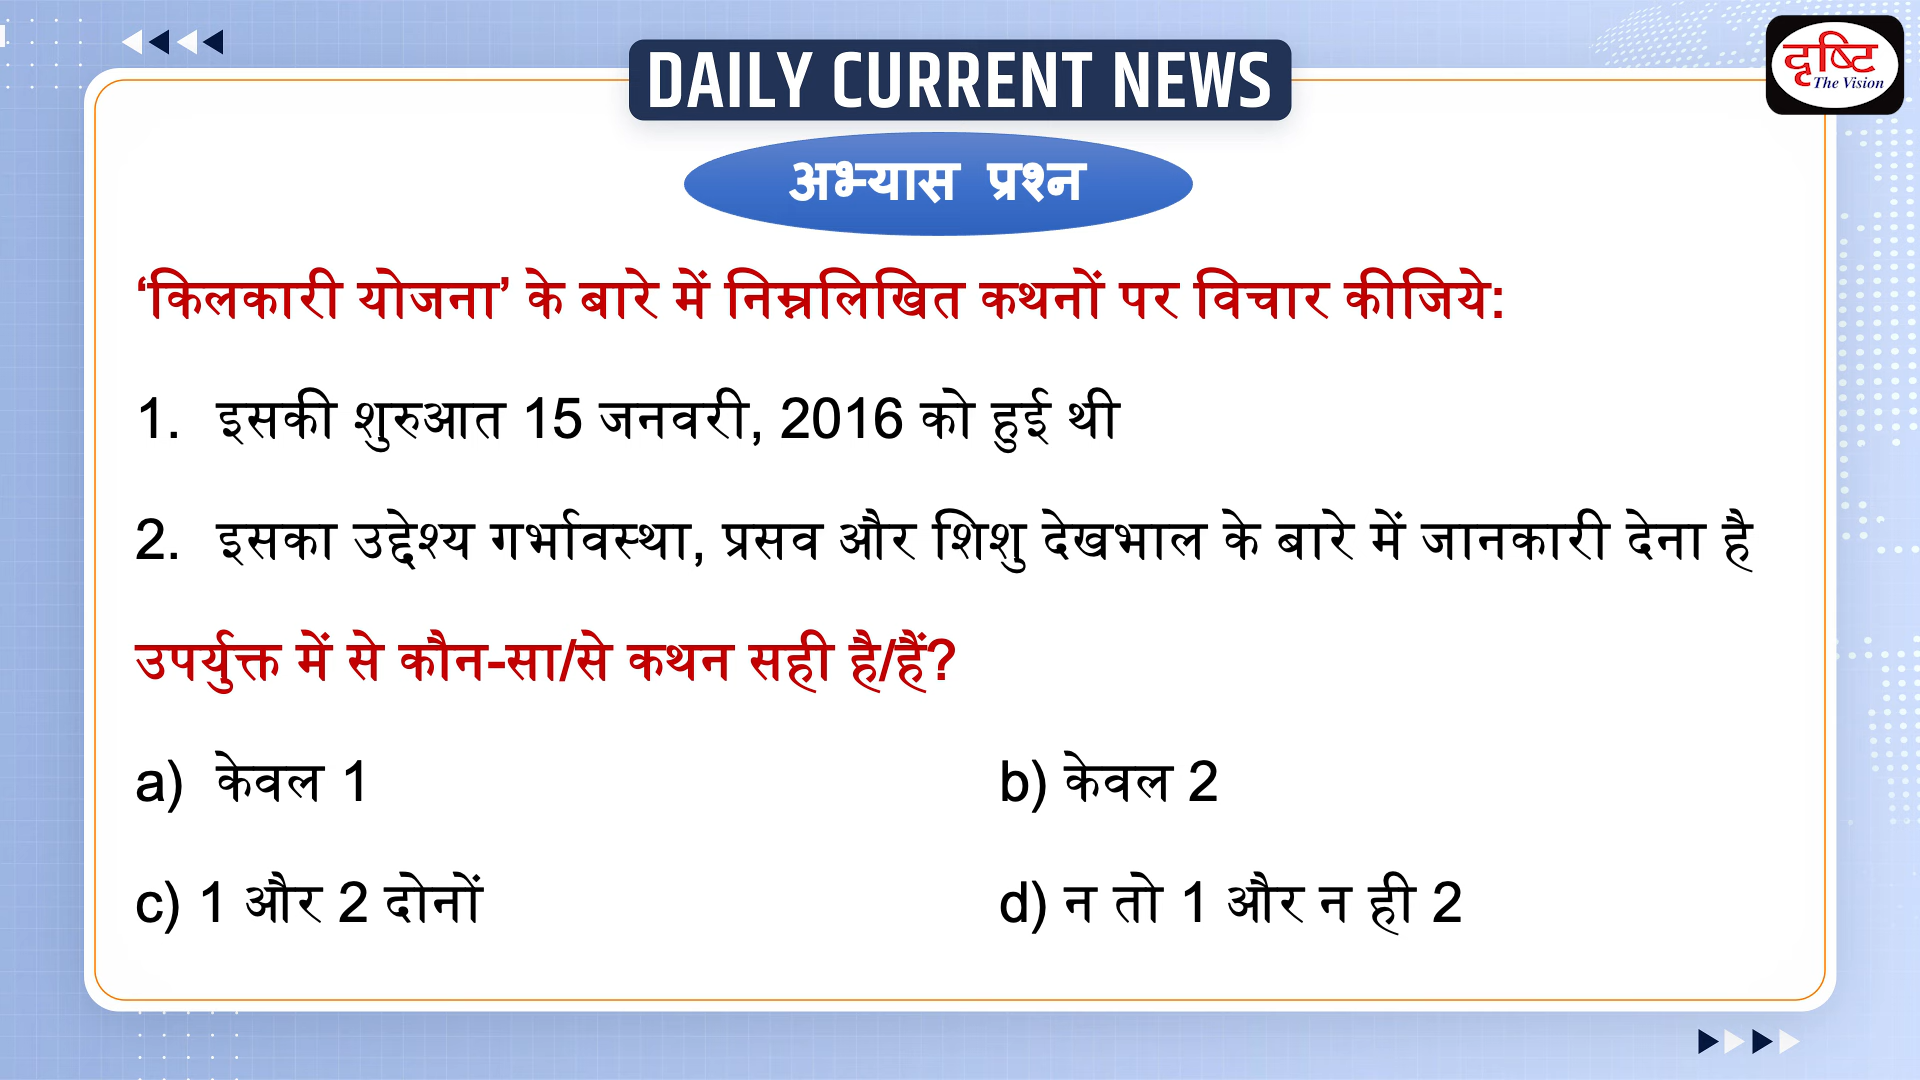 DAILY CURRENT NEWS
दृष्टि
The Vision
अभ्यास प्रश्न
‘किलकारी योजना’ के बारे में निम्नलिखित कथनों पर विचार कीजिये:
1. इसकी शुरुआत 15 जनवरी, 2016 को हुई थी
2. इसका उद्देश्य गर्भावस्था, प्रसव और शिशु देखभाल के बारे में जानकारी देना है
उपर्युक्त में से कौन-सा/से कथन सही है/हैं?
a) केवल 1 b) केवल 2
c) 1 और 2 दोनों d) न तो 1 और न ही 2